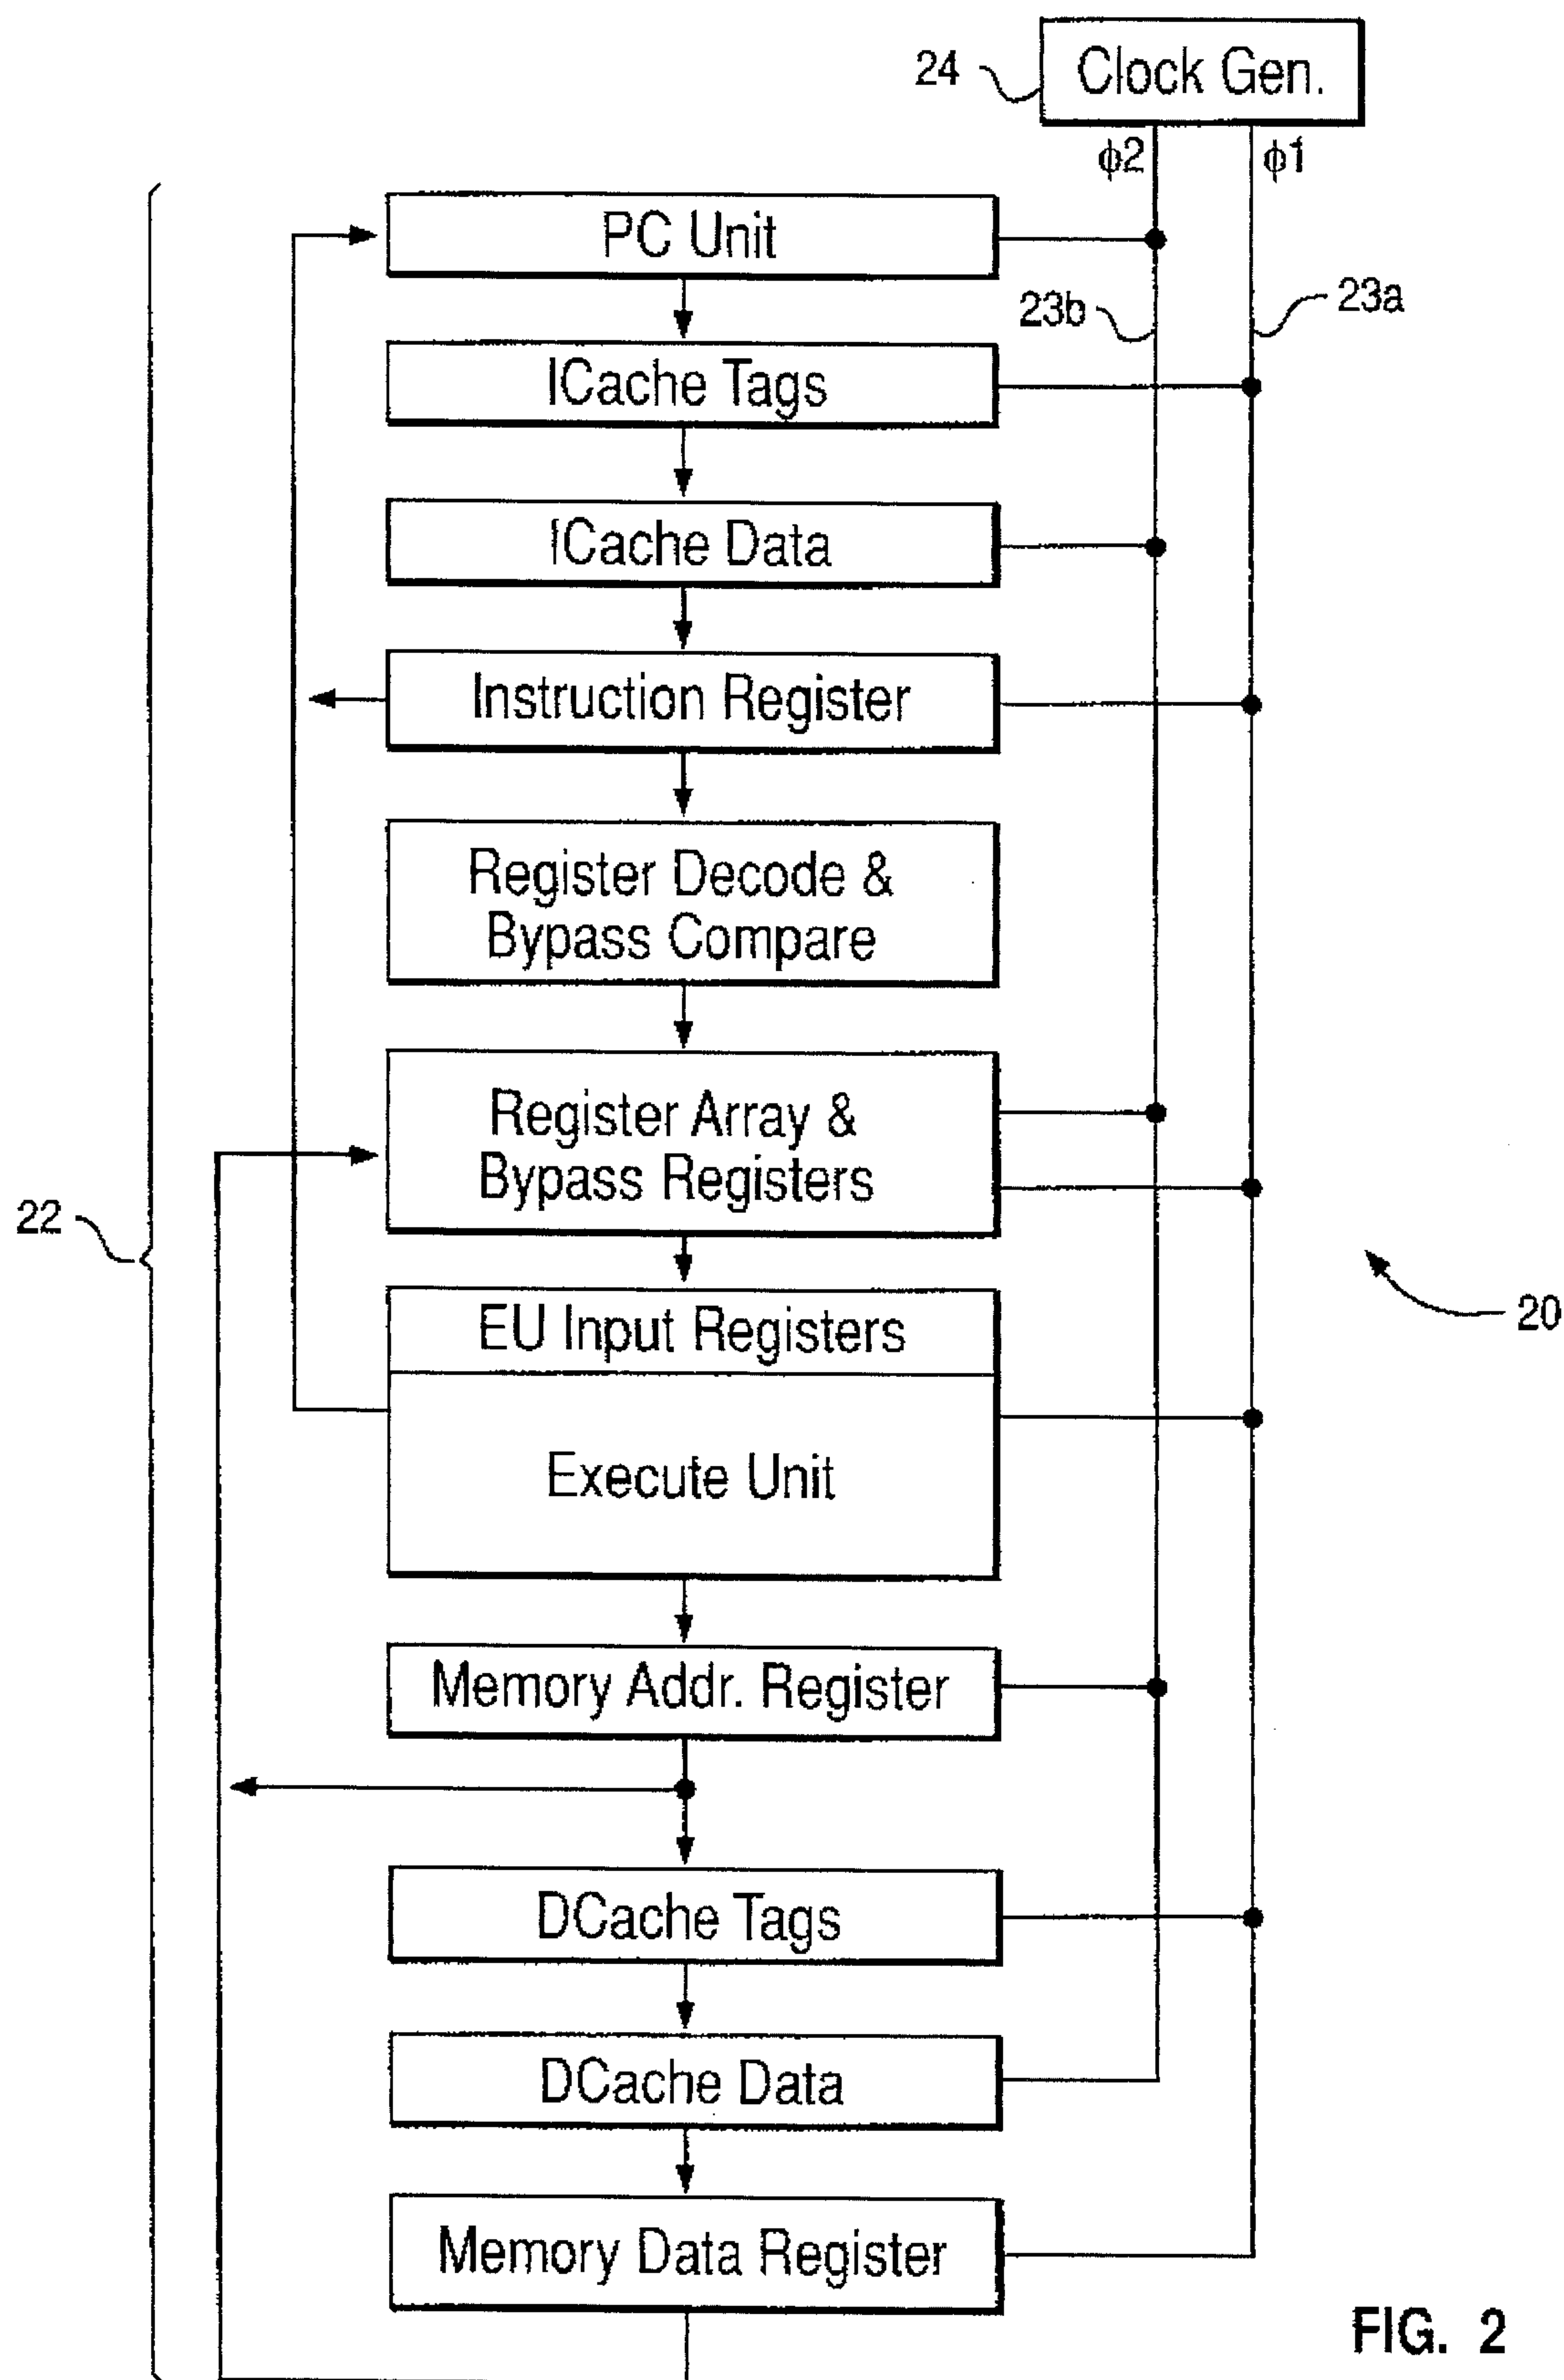 24
Clock Gen.
ϕ2
ϕ1
PC Unit
23b
23a
ICache Tags
ICache Data
Instruction Register
Register Decode &
Bypass Compare
Register Array &
Bypass Registers
22
EU Input Registers
20
Execute Unit
Memory Addr. Register
DCache Tags
DCache Data
Memory Data Register
FIG. 2